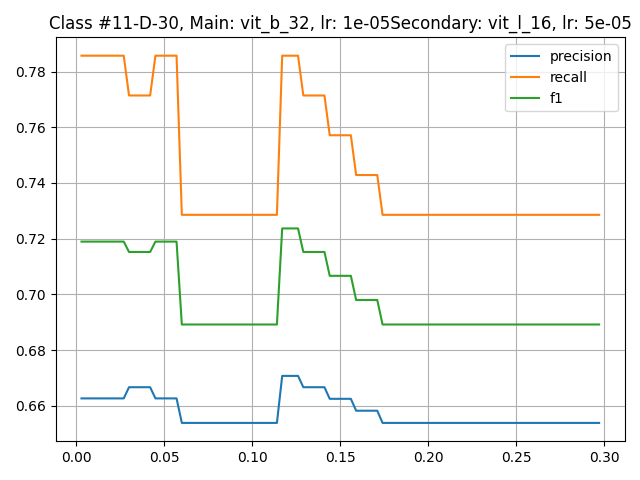 Class #11-D-30, Main: vit_b_32, lr: 1e-05Secondary: vit_l_16, lr: 5e-05
precision
recall
f1
0.78
0.76
0.74
0.72
0.70
0.68
0.66
0.00 0.05 0.10 0.15 0.20 0.25 0.30